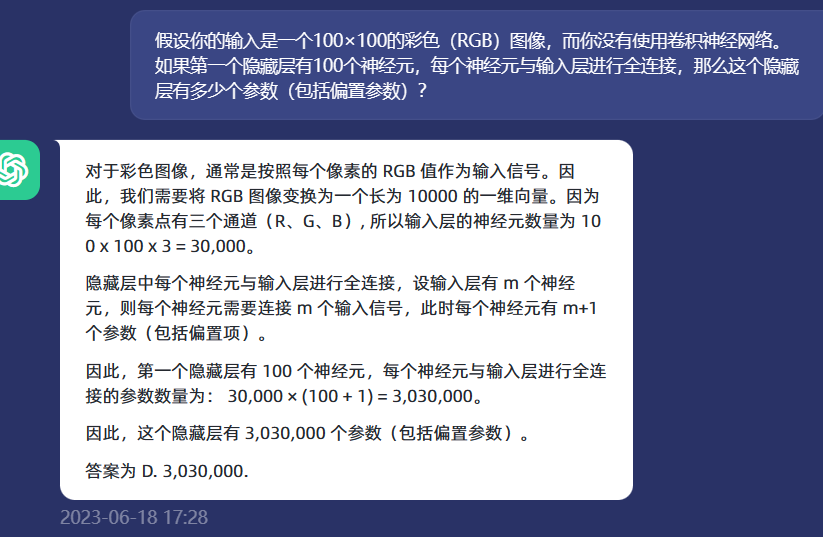 假设你的输入是一个100×100的彩色（RGB）图像，而你没有使用卷积神经网络。
如果第一个隐藏层有100个神经元，每个神经元与输入层进行全连接，那么这个隐藏
层有多少个参数（包括偏置参数）？
对于彩色图像，通常是按照每个像素的 RGB 值作为输入信号。因
此，我们需要将 RGB 图像变换为一个长为 10000 的一维向量。因为
每个像素点有三个通道（R、G、B）, 所以输入层的神经元数量为 10
0 x 100 x 3 = 30,000。
隐藏层中每个神经元与输入层进行全连接，设输入层有 m 个神经
元，则每个神经元需要连接 m 个输入信号，此时每个神经元有 m+1
个参数（包括偏置项）。
因此，第一个隐藏层有 100 个神经元，每个神经元与输入层进行全连
接的参数数量为： 30,000 × (100 + 1) = 3,030,000。
因此，这个隐藏层有 3,030,000 个参数（包括偏置参数）。
答案为 D. 3,030,000.
2023-06-18 17:28